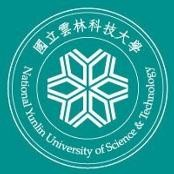 國立雲林科技大學
National Yunlin University of Science & Technology